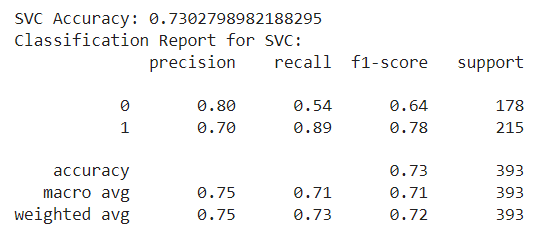 SVC Accuracy: 0.7302798982188295
Classification Report for SVC:
precision recall f1-score support
0 0.80 0.54 0.64 178
1 0.70 0.89 0.78 215
accuracy 0.73 393
macro avg 0.75 0.71 0.71 393
weighted avg 0.75 0.73 0.72 393